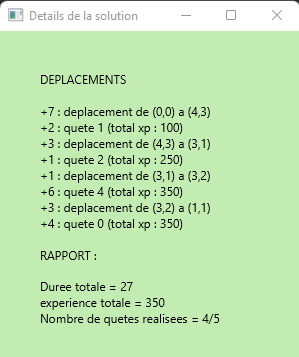 Details de la solution
DEPLACEMENTS
+7 : deplacement de (0,0) a (4,3)
+2 : quete 1 (total xp : 100)
+3 : deplacement de (4,3) a (3,1)
+1 : quete 2 (total xp : 250)
+1 : deplacement de (3,1) a (3,2)
+6 : quete 4 (total xp : 350)
+3 : deplacement de (3,2) a (1,1)
+4 : quete 0 (total xp : 350)
RAPPORT :
Duree totale = 27
experience totale = 350
Nombre de quetes realisees = 4/5